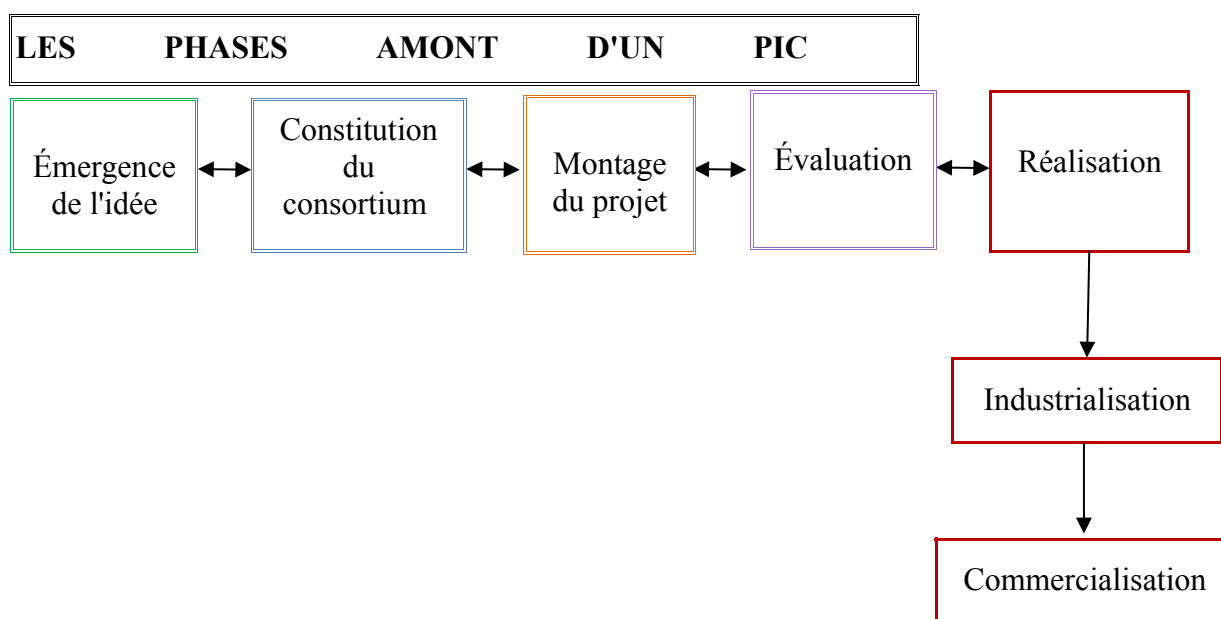 LES PHASES AMONT D'UN PIC
Émergence
de l'idée
Constitution
du
consortium
Montage
du projet
Évaluation
Réalisation
Industrialisation
Commercialisation